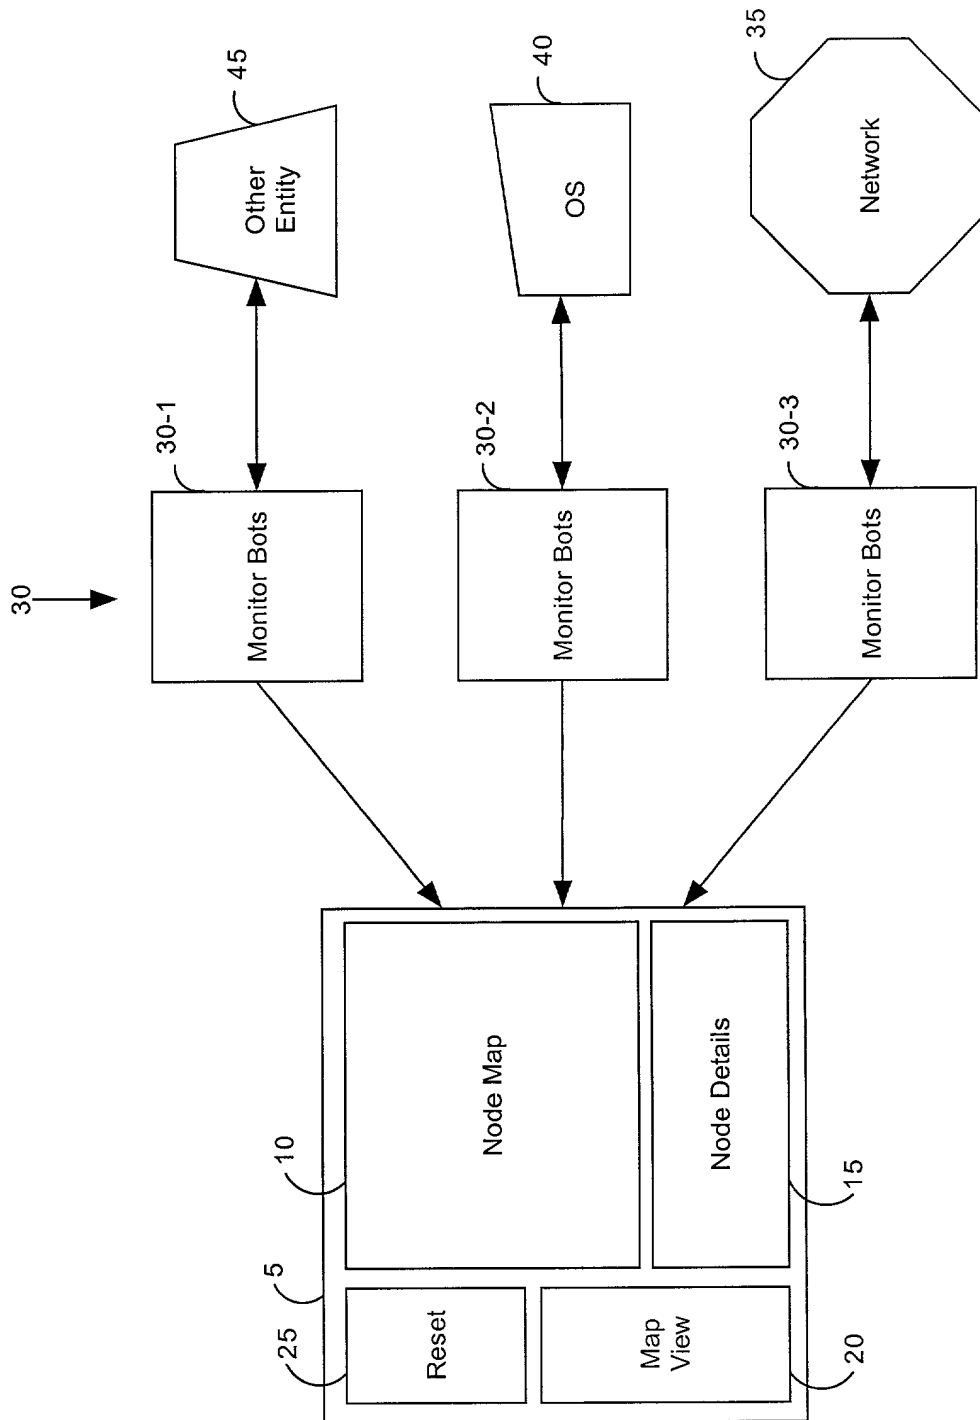 5
25
Reset
20
Map
View
10
Node Map
15
Node Details
30
30-1
Monitor Bots
30-2
Monitor Bots
30-3
Monitor Bots
45
Other
Entity
40
OS
35
Network